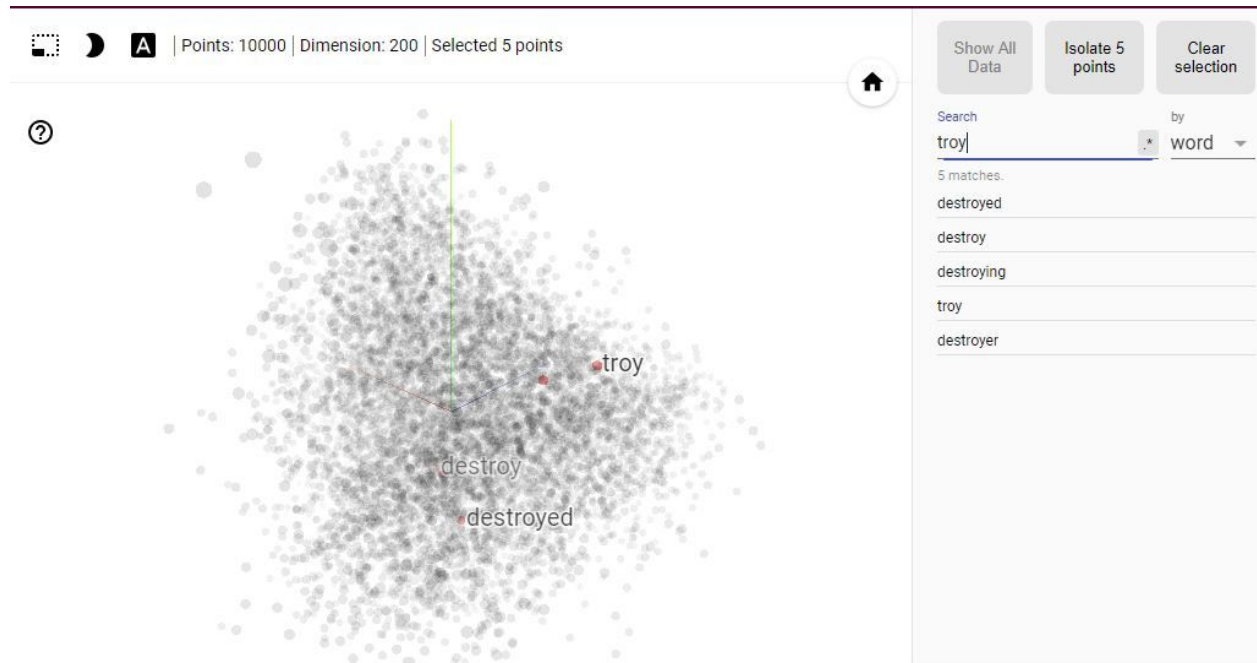 A | Points: 10000 | Dimension: 200 | Selected 5 points
Show All Data
Isolate 5 points
Clear selection
Search
by
troy
.*
word
5 matches.
destroyed
destroy
destroying
troy
destroyer
troy
destroy
destroyed